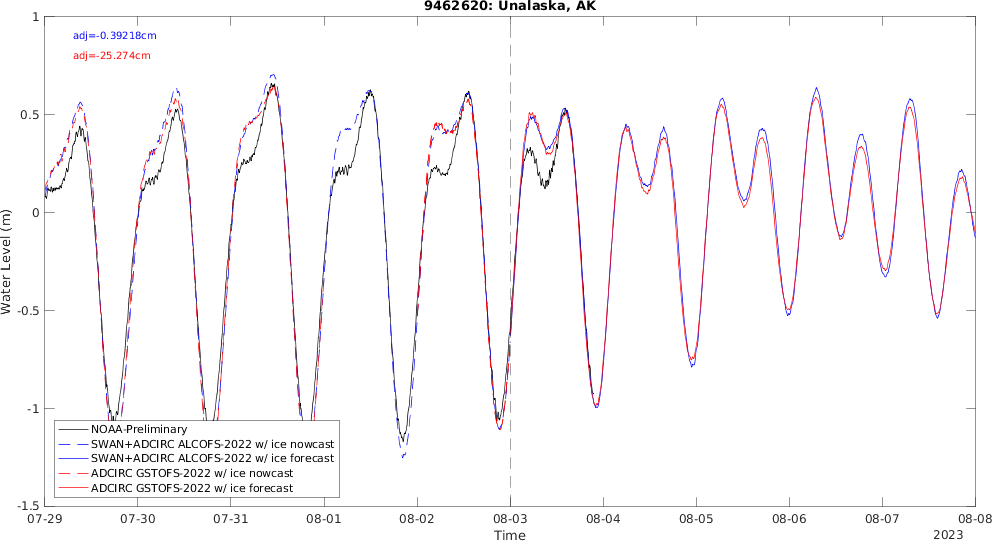 9462620: Unalaska, AK
adj=-0.39218cm
adj=-25.274cm
Water Level (m)
1
0.5
0
-0.5
-1
-1.5
NOAA-Preliminary
SWAN+ADCIRC ALCOFS-2022 w/ ice nowcast
SWAN+ADCIRC ALCOFS-2022 w/ ice forecast
ADCIRC GSTOFS-2022 w/ ice nowcast
ADCIRC GSTOFS-2022 w/ ice forecast
07-29 07-30 07-31 08-01 08-02 08-03 08-04 08-05 08-06 08-07 08-08
Time
2023